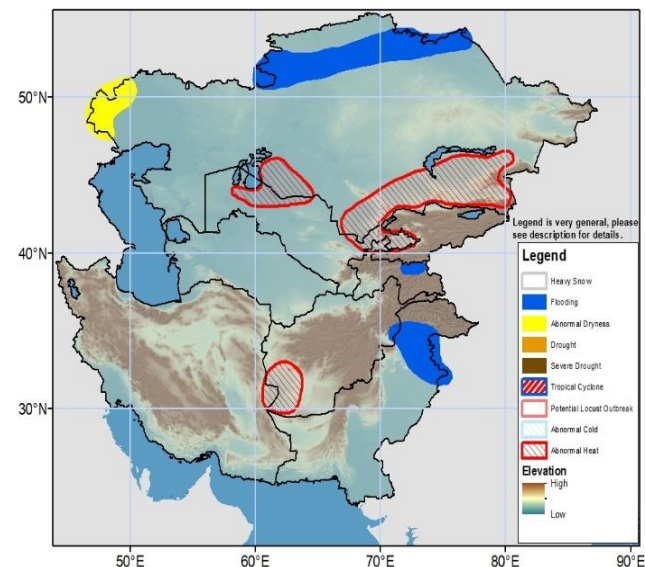 50°N
40°N
30°N
50°E
60°E
70°E
80°E
90°E
Legend is very general, please
see description for details.
Legend
Heavy Snow
Flooding
Abnormal Dryness
Drought
Severe Drought
Tropical Cyclone
Potential Locust Outbreak
Abnormal Cold
Abnormal Heat
Elevation
High
Low